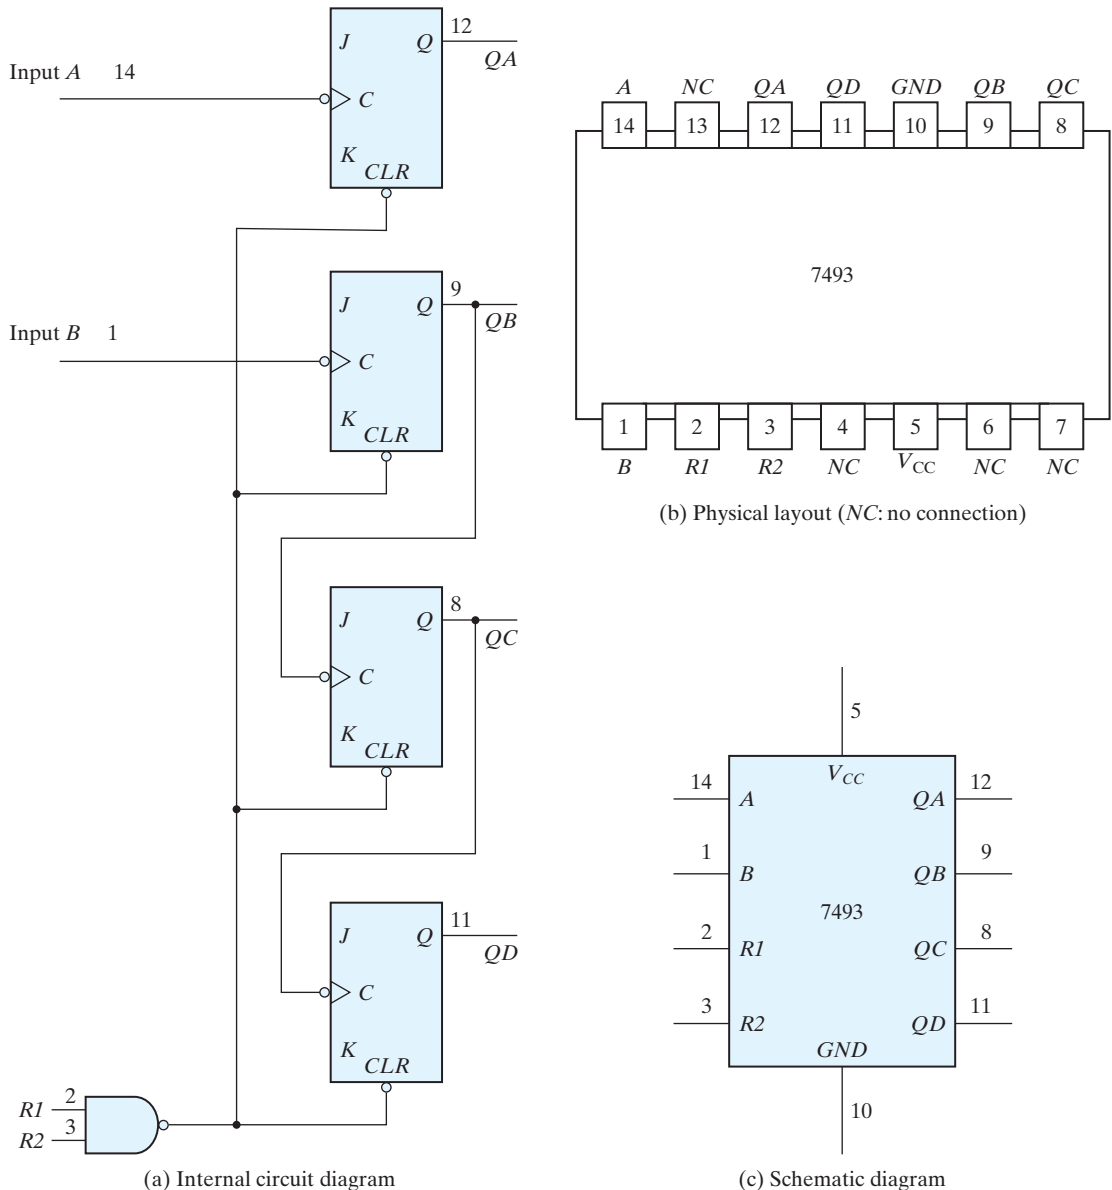 12
J Q
QA
Input A 14
C
K
CLR
9
J Q
QB
Input B 1
C
K
CLR
8
J Q
QC
C
K
CLR
11
J Q
QD
C
K
CLR
R1 2
R2 3
(a) Internal circuit diagram
A NC QA QD GND QB QC
14 13 12 11 10 9 8
7493
1 2 3 4 5 6 7
B R1 R2 NC VCC NC NC
(b) Physical layout (NC: no connection)
5
VCC
14 A QA 12
1 B QB 9
7493
2 R1 QC 8
3 R2 QD 11
GND
10
(c) Schematic diagram